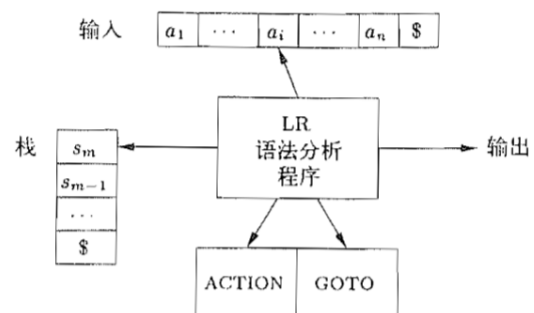 输入 a1 ··· ai ··· an $
LR
语法分析
程序
栈
sm
sm−1
···
$
输出
ACTION GOTO